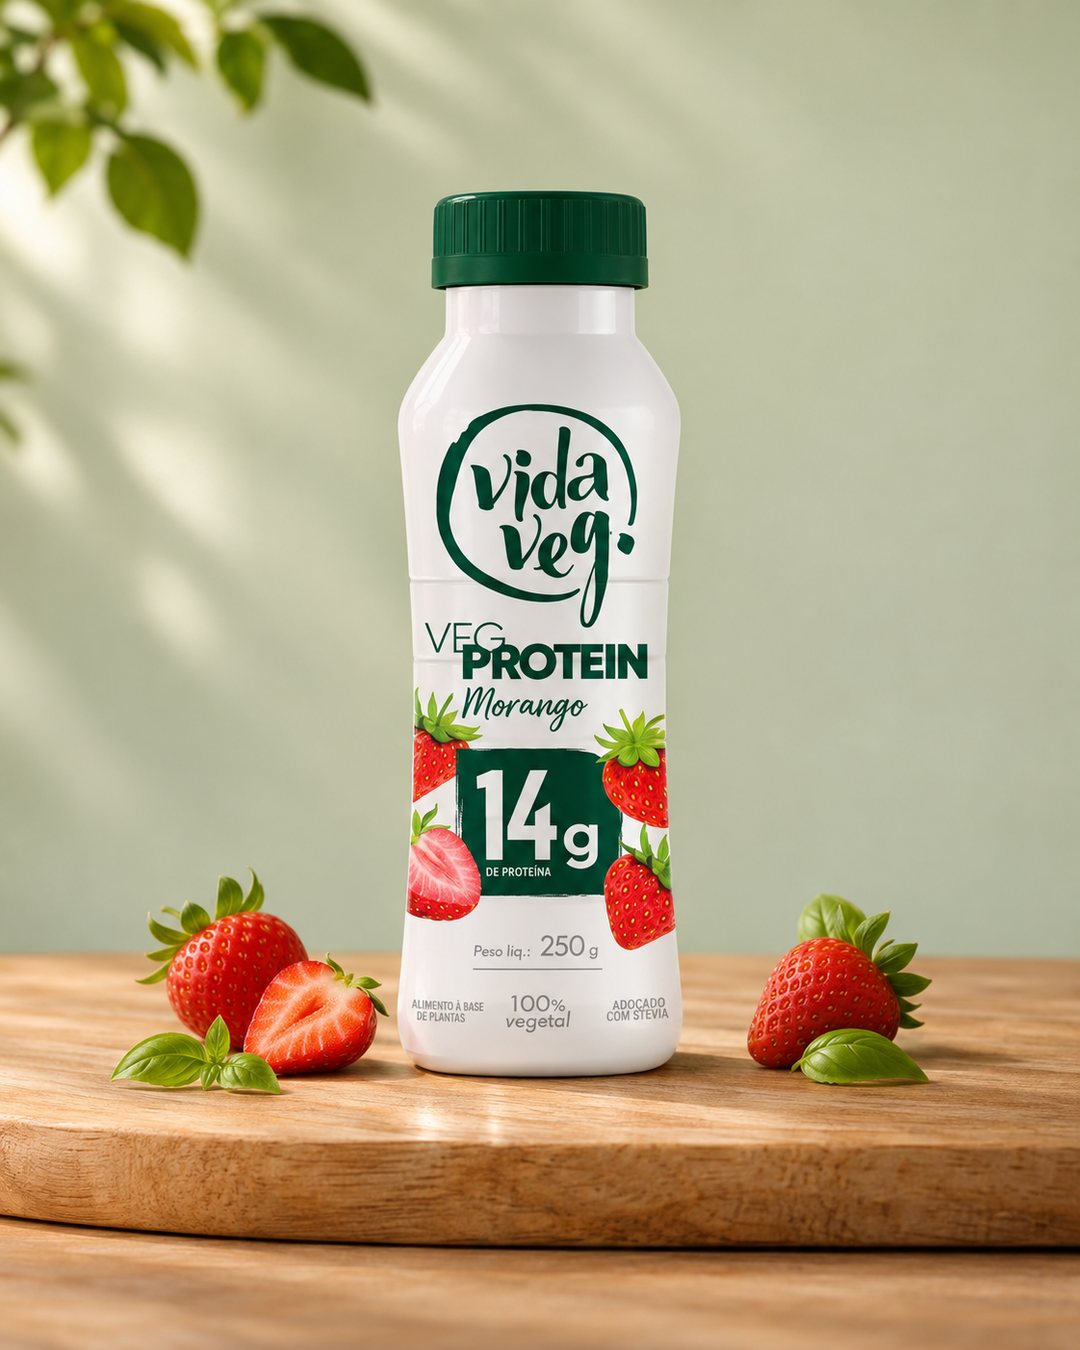 vida
veg.
VEG
PROTEIN
Morango
14g
DE PROTEÍNA
Peso liq.: 250 g
ALIMENTO À BASE
DE PLANTAS
100%
vegetal
ADOÇADO
COM STEVIA